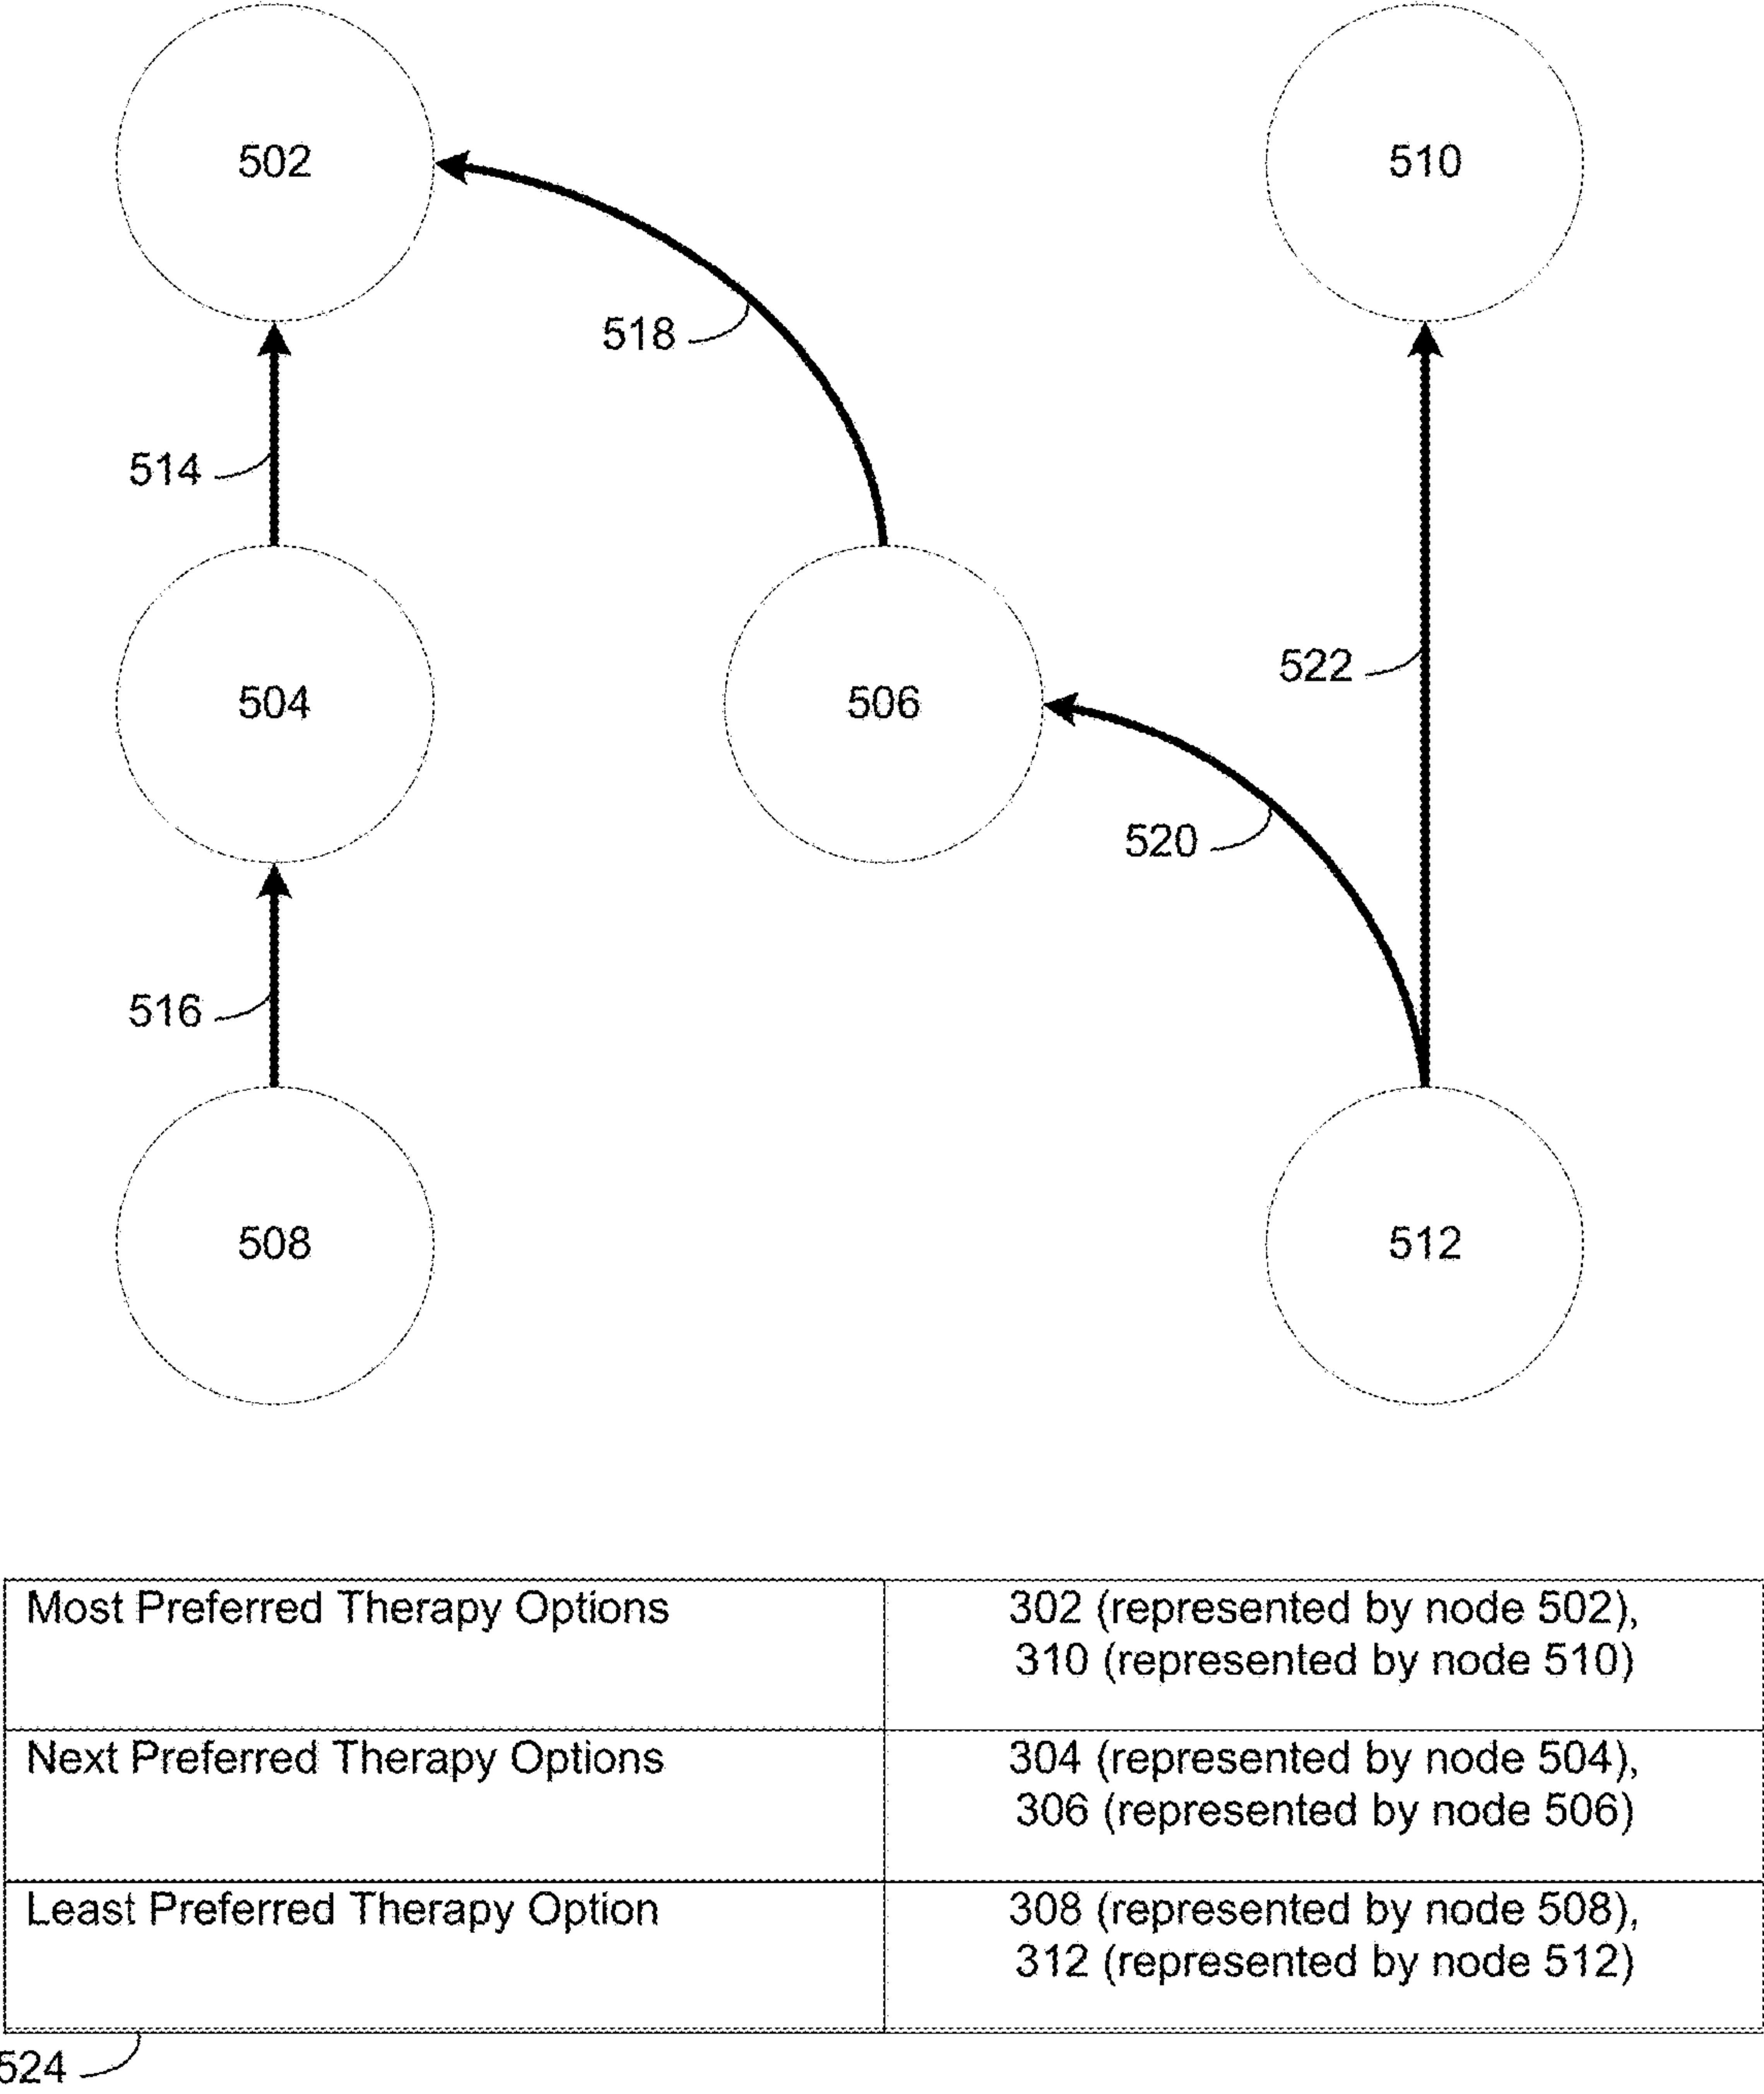 502
510
518
514
504
506
522
520
516
508
512
Most Preferred Therapy Options
302 (represented by node 502),
310 (represented by node 510)
Next Preferred Therapy Options
304 (represented by node 504),
306 (represented by node 506)
Least Preferred Therapy Option
308 (represented by node 508),
312 (represented by node 512)
524